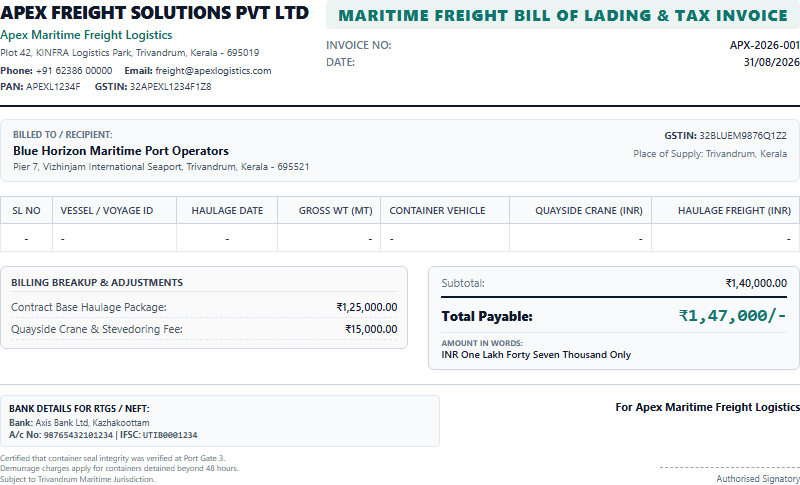 APEX FREIGHT SOLUTIONS PVT LTD
Apex Maritime Freight Logistics
Plot 42, KINFRA Logistics Park, Trivandrum, Kerala - 695019
Phone: +91 62386 00000 Email: freight@apexlogistics.com
PAN: APEXL1234F GSTIN: 32APEXL1234F1Z8
MARITIME FREIGHT BILL OF LADING & TAX INVOICE
INVOICE NO: APX-2026-001
DATE: 31/08/2026
BILLED TO / RECIPIENT:
Blue Horizon Maritime Port Operators
Pier 7, Vizhinjam International Seaport, Trivandrum, Kerala - 695521
GSTIN: 32BLUEM9876Q1Z2
Place of Supply: Trivandrum, Kerala
SL NO VESSEL / VOYAGE ID HAULAGE DATE GROSS WT (MT) CONTAINER VEHICLE QUAYSIDE CRANE (INR) HAULAGE FREIGHT (INR)
- - - - - - -
BILLING BREAKUP & ADJUSTMENTS
Contract Base Haulage Package: ₹1,25,000.00
Quayside Crane & Stevedoring Fee: ₹15,000.00
Subtotal: ₹1,40,000.00
Total Payable: ₹1,47,000/-
AMOUNT IN WORDS:
INR One Lakh Forty Seven Thousand Only
BANK DETAILS FOR RTGS / NEFT:
Bank: Axis Bank Ltd, Kazhakoottam
A/c No: 98765432101234 | IFSC: UTIB0001234
Certified that container seal integrity was verified at Port Gate 3.
Demurrage charges apply for containers detained beyond 48 hours.
Subject to Trivandrum Maritime Jurisdiction.
For Apex Maritime Freight Logistics
Authorised Signatory